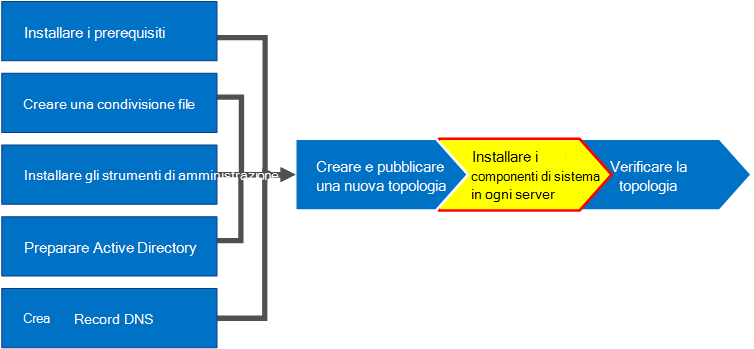 Installare i prerequisiti
Creare una condivisione file
Installare gli strumenti di amministrazione
Preparare Active Directory
Crea Record DNS
Creare e pubblicare
una nuova topologia
Installare i
componenti di sistema
in ogni server
Verificare la
topologia